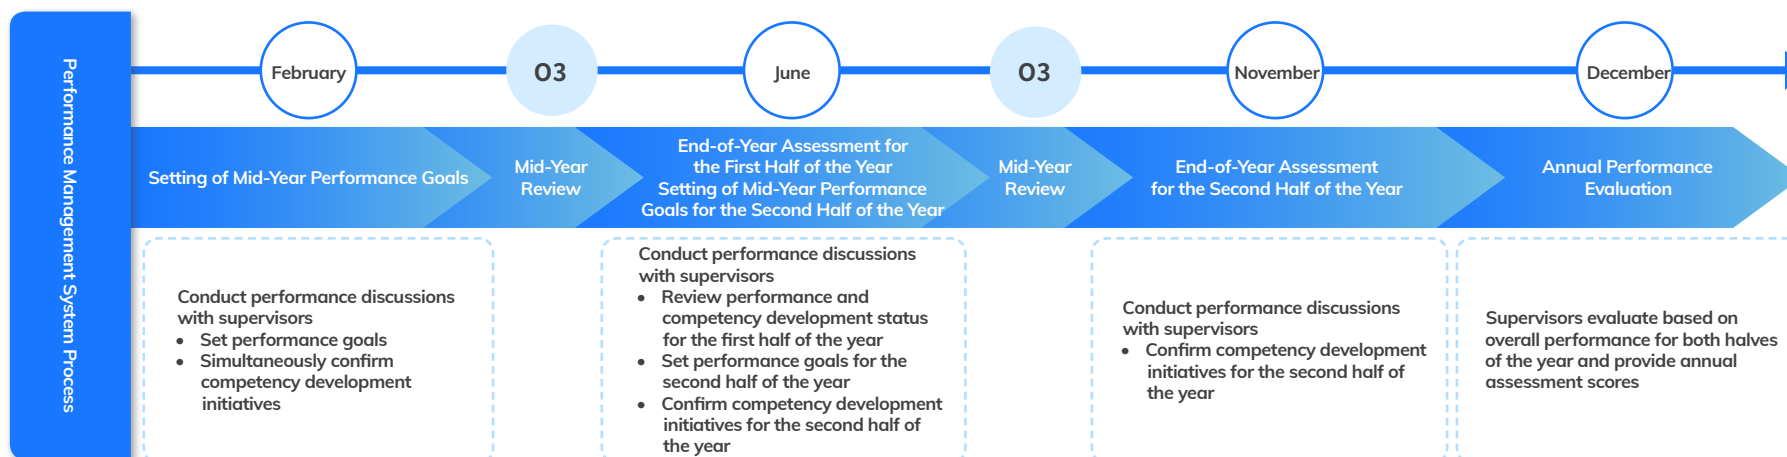 Performance Management System Process
February
03
June
03
November
December
Setting of Mid-Year Performance Goals
Mid-Year
Review
End-of-Year Assessment for
the First Half of the Year
Setting of Mid-Year Performance
Goals for the Second Half of the Year
Mid-Year
Review
End-of-Year Assessment
for the Second Half of the Year
Annual Performance
Evaluation
Conduct performance discussions
with supervisors
• Set performance goals
• Simultaneously confirm
competency development
initiatives
Conduct performance discussions
with supervisors
• Review performance and
competency development status
for the first half of the year
• Set performance goals for the
second half of the year
• Confirm competency development
initiatives for the second half of
the year
Conduct performance discussions
with supervisors
• Confirm competency development
initiatives for the second half of
the year
Supervisors evaluate based on
overall performance for both halves
of the year and provide annual
assessment scores